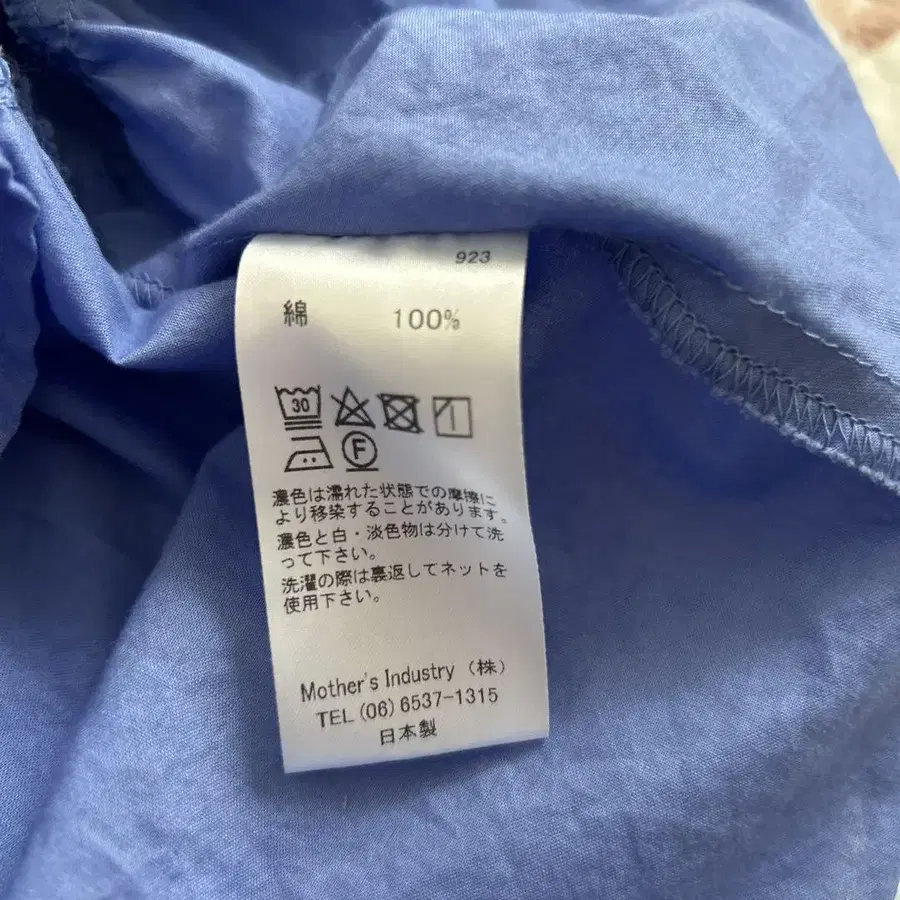 923
綿 100%
30
F
濃色は濡れた状態での摩擦に
より移染することがあります。
濃色と白・淡色物は分けて洗
って下さい。
洗濯の際は裏返してネットを
使用下さい。
Mother's Industry (株)
TEL(06)6537-1315
日本製